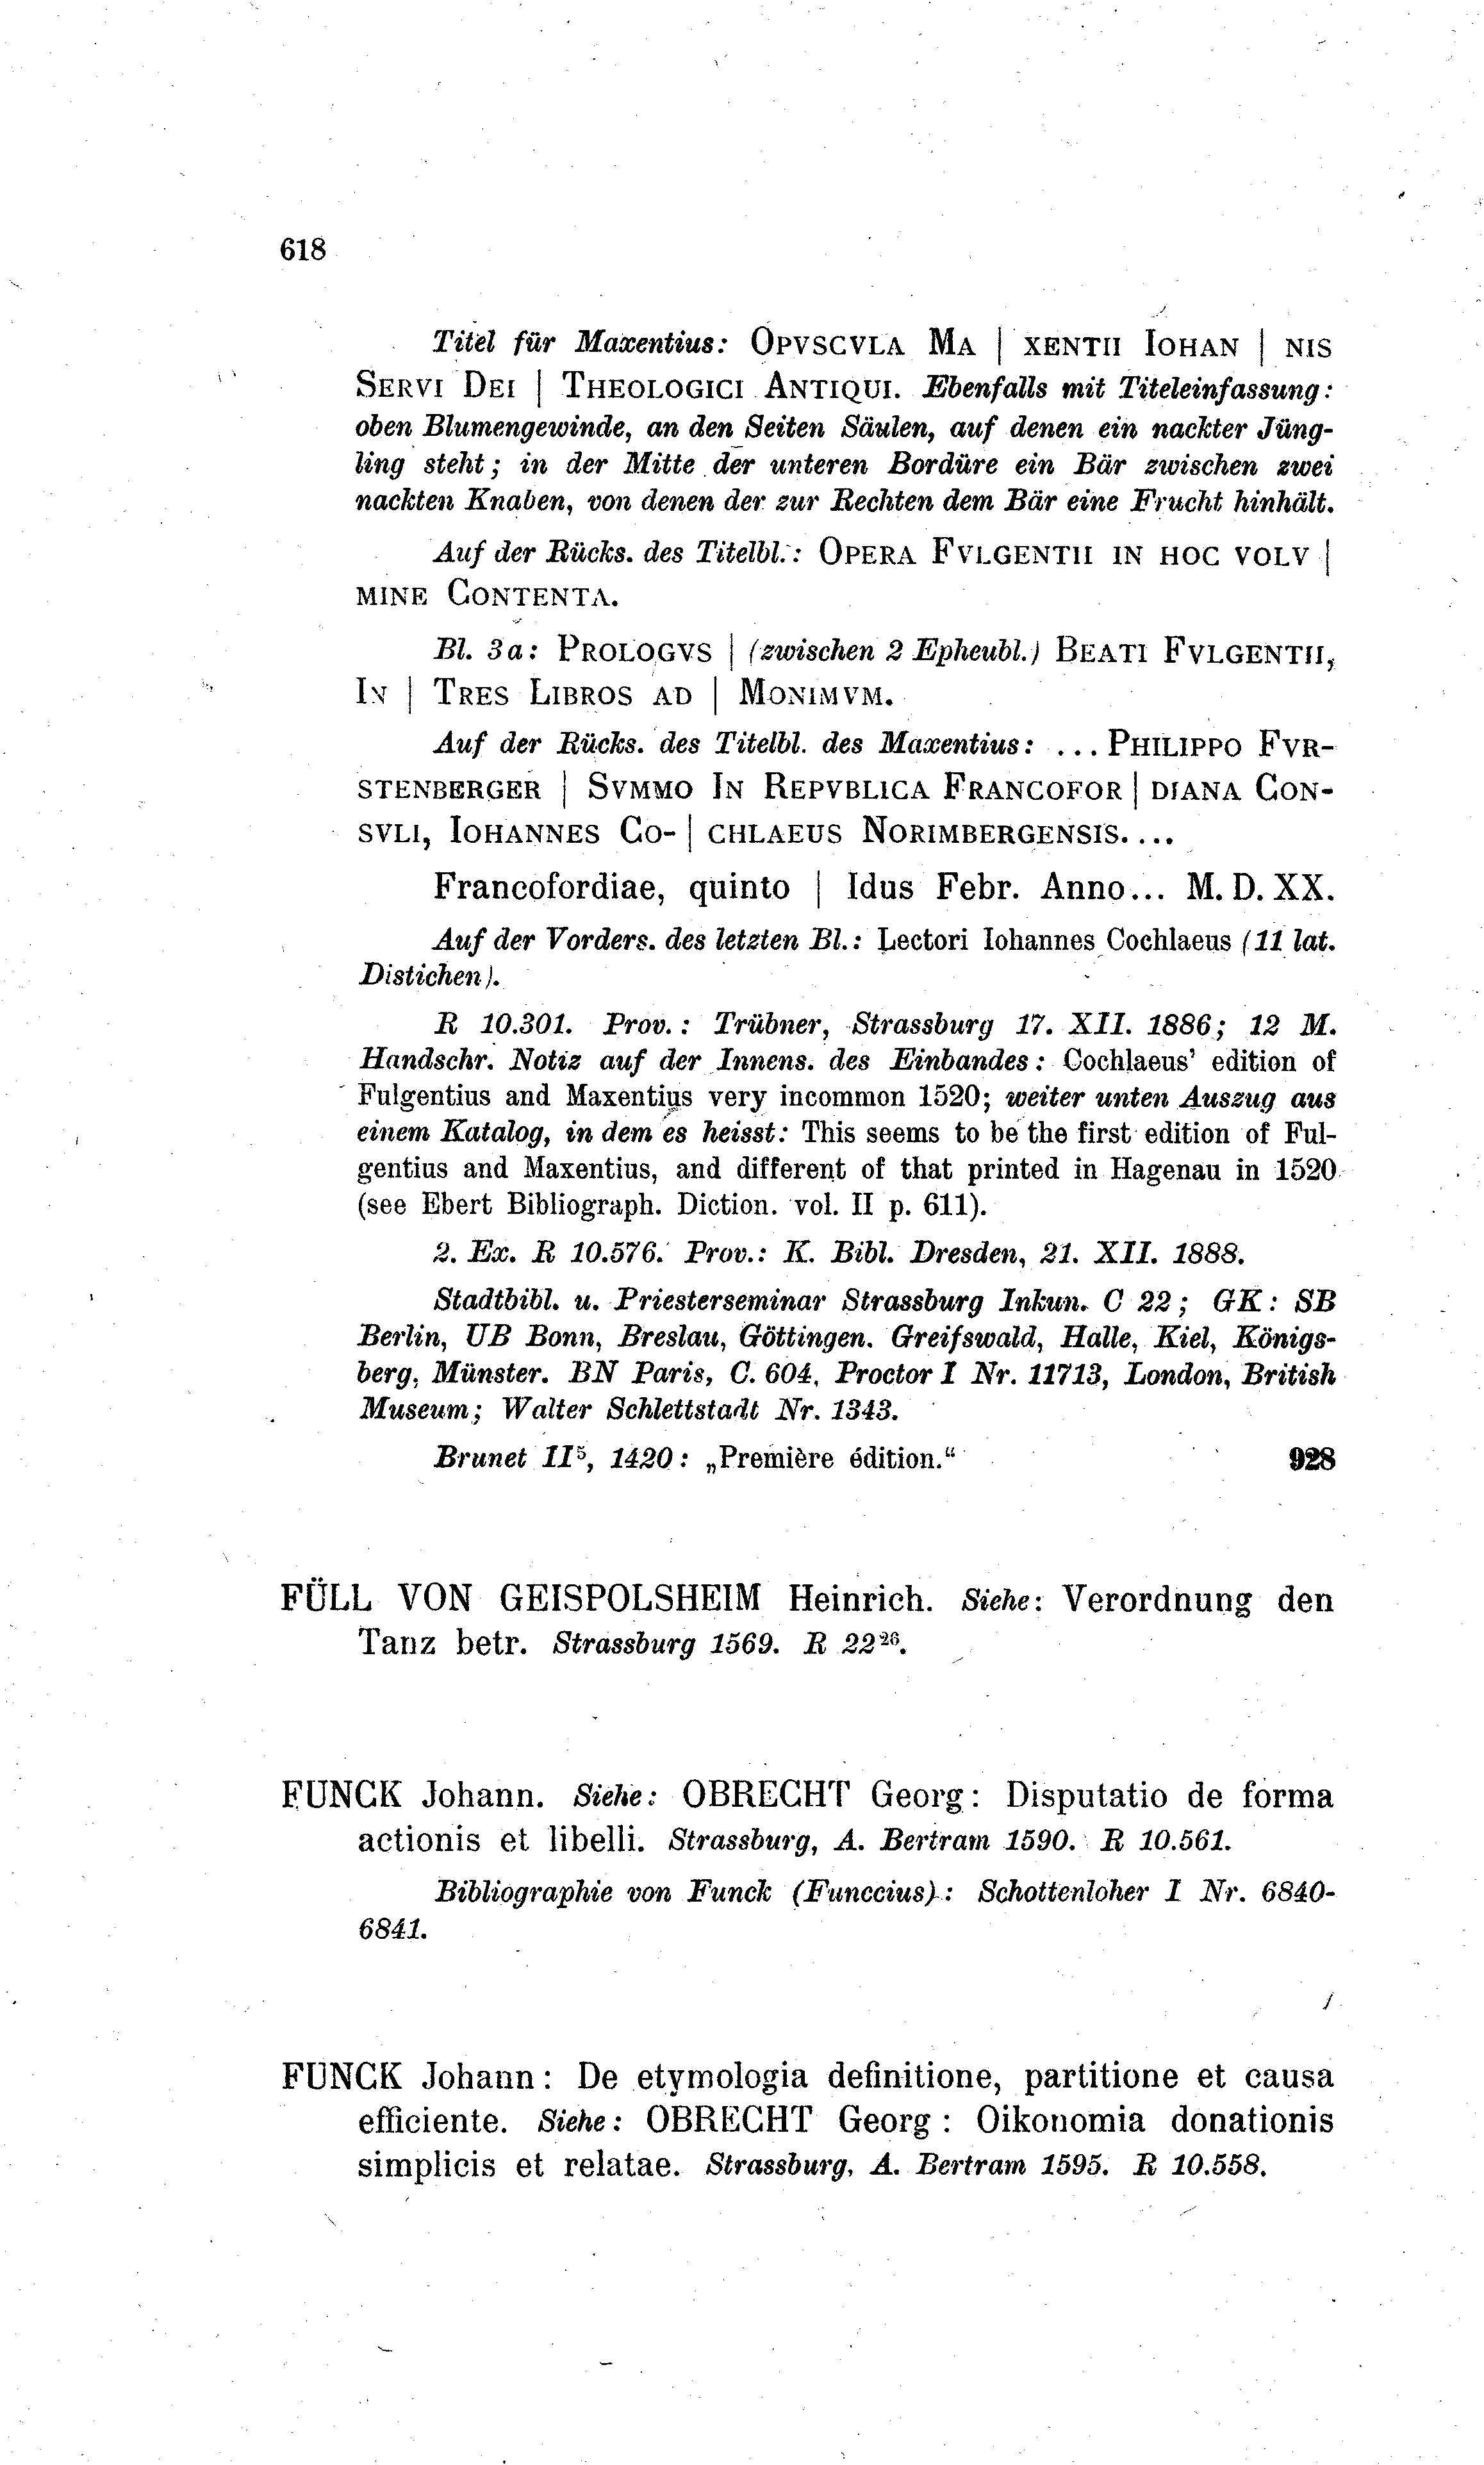 618
Titel für Maxentius: OPVSCVLA MA | XENTII IOHAN | NIS
SERVI DEI | THEOLOGICI ANTIQUI. Ebenfalls mit Titeleinfassung:
oben Blumengewinde, an den Seiten Säulen, auf denen ein nackter Jüng-
ling steht; in der Mitte der unteren Bordüre ein Bär zwischen zwei
nackten Knaben, von denen der zur Rechten dem Bär eine Frucht hinhält.
Auf der Rücks. des Titelbl.: OPERA FVLGENTII IN HOC VOLV |
MINE CONTENTA.
Bl. 3a: PROLOGVS | (zwischen 2 Epheubl.) BEATI FVLGENTII,
IN | TRES LIBROS AD | MONIMVM.
Auf der Rücks. des Titelbl. des Maxentius: ... PHILIPPO FVR-
STENBERGER | SVMMO IN REPVBLICA FRANCOFOR | DIANA CON-
SVLI, IOHANNES CO- | CHLAEUS NORIMBERGENSIS....
Francofordiae, quinto | Idus Febr. Anno... M. D. XX.
Auf der Vorders. des letzten Bl.: Lectori Iohannes Cochlaeus (11 lat.
Distichen).
R 10.301. Prov.: Trübner, Strassburg 17. XII. 1886; 12 M.
Handschr. Notiz auf der Innens. des Einbandes: Cochlaeus' edition of
Fulgentius and Maxentius very incommon 1520; weiter unten Auszug aus
einem Katalog, in dem es heisst: This seems to be the first edition of Ful-
gentius and Maxentius, and different of that printed in Hagenau in 1520
(see Ebert Bibliograph. Diction. vol. II p. 611).
2. Ex. R 10.576. Prov.: K. Bibl. Dresden, 21. XII. 1888.
Stadtbibl. u. Priesterseminar Strassburg Inkun. C 22; GK: SB
Berlin, UB Bonn, Breslau, Göttingen. Greifswald, Halle, Kiel, Königs-
berg, Münster. BN Paris, C. 604, Proctor I Nr. 11713, London, British
Museum; Walter Schlettstadt Nr. 1343.
Brunet II⁵, 1420: „Première édition.“ 928
FÜLL VON GEISPOLSHEIM Heinrich. Siehe: Verordnung den
Tanz betr. Strassburg 1569. R 22²⁶.
FUNCK Johann. Siehe: OBRECHT Georg: Disputatio de forma
actionis et libelli. Strassburg, A. Bertram 1590. R 10.561.
Bibliographie von Funck (Funccius): Schottenloher I Nr. 6840-
6841.
FUNCK Johann: De etymologia definitione, partitione et causa
efficiente. Siehe: OBRECHT Georg: Oikonomia donationis
simplicis et relatae. Strassburg, A. Bertram 1595. R 10.558.